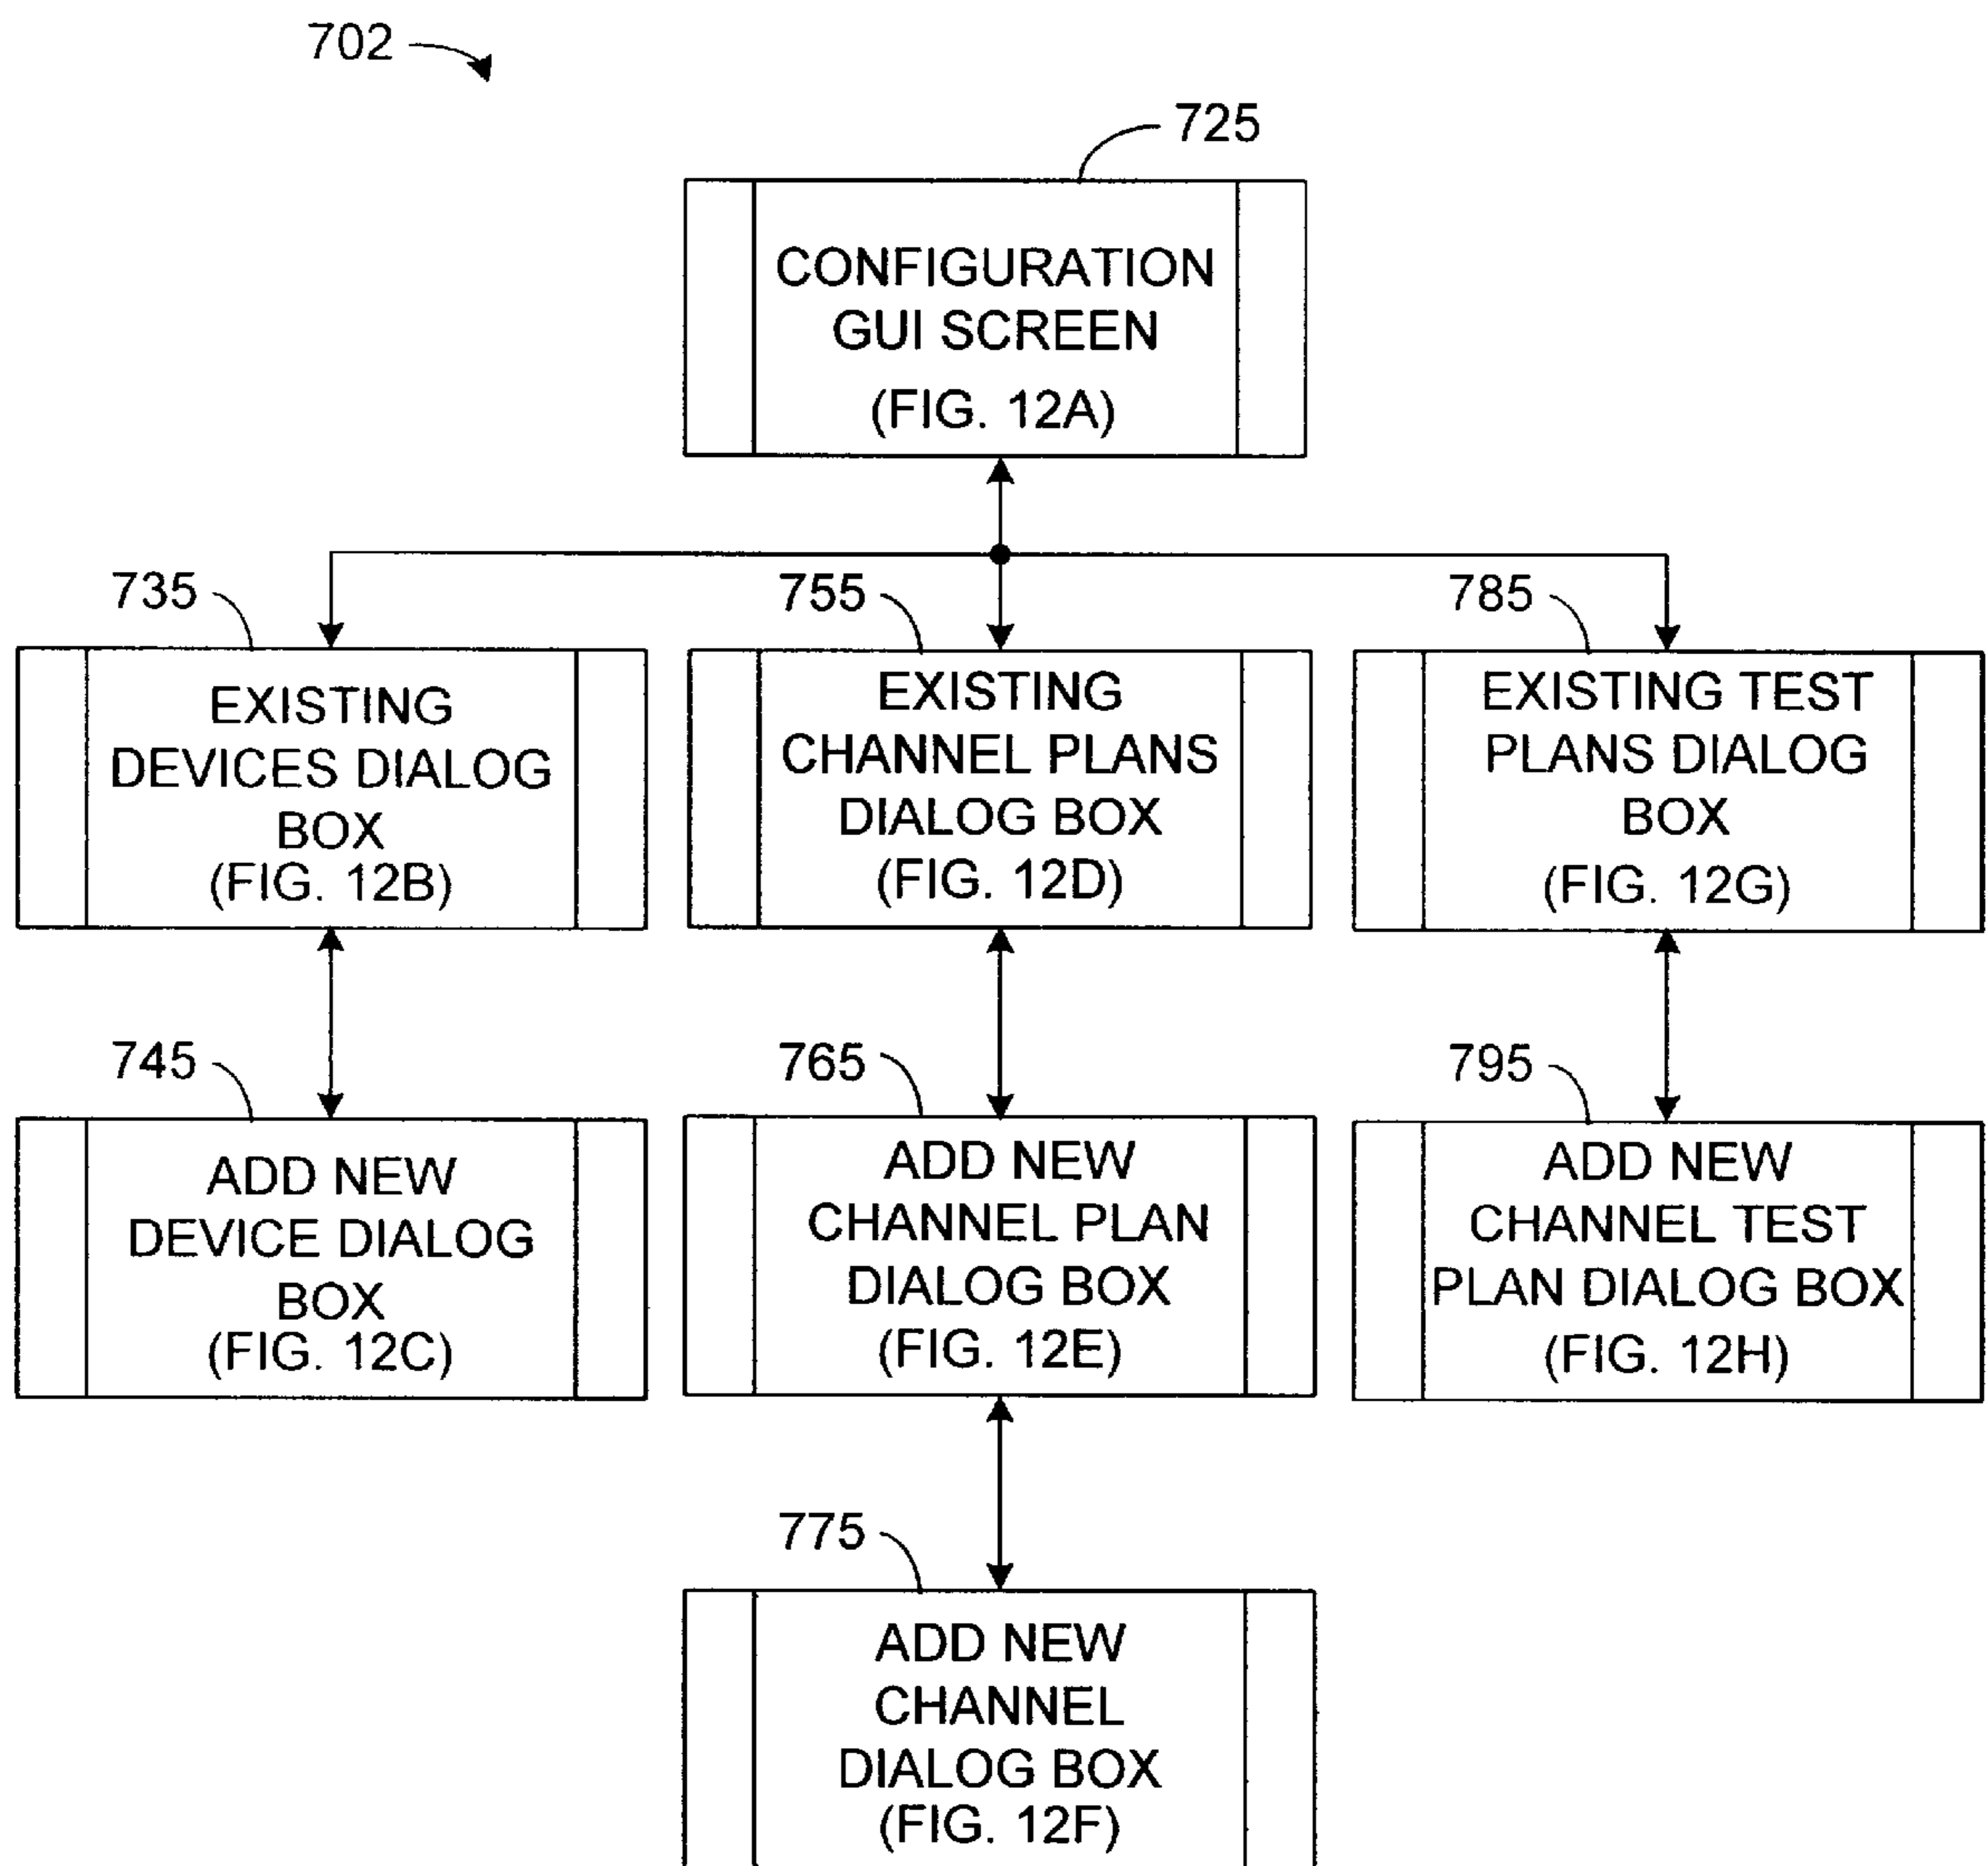 702
725
CONFIGURATION
GUI SCREEN
(FIG. 12A)
735
EXISTING
DEVICES DIALOG
BOX
(FIG. 12B)
755
EXISTING
CHANNEL PLANS
DIALOG BOX
(FIG. 12D)
785
EXISTING TEST
PLANS DIALOG
BOX
(FIG. 12G)
745
ADD NEW
DEVICE DIALOG
BOX
(FIG. 12C)
765
ADD NEW
CHANNEL PLAN
DIALOG BOX
(FIG. 12E)
795
ADD NEW
CHANNEL TEST
PLAN DIALOG BOX
(FIG. 12H)
775
ADD NEW
CHANNEL
DIALOG BOX
(FIG. 12F)